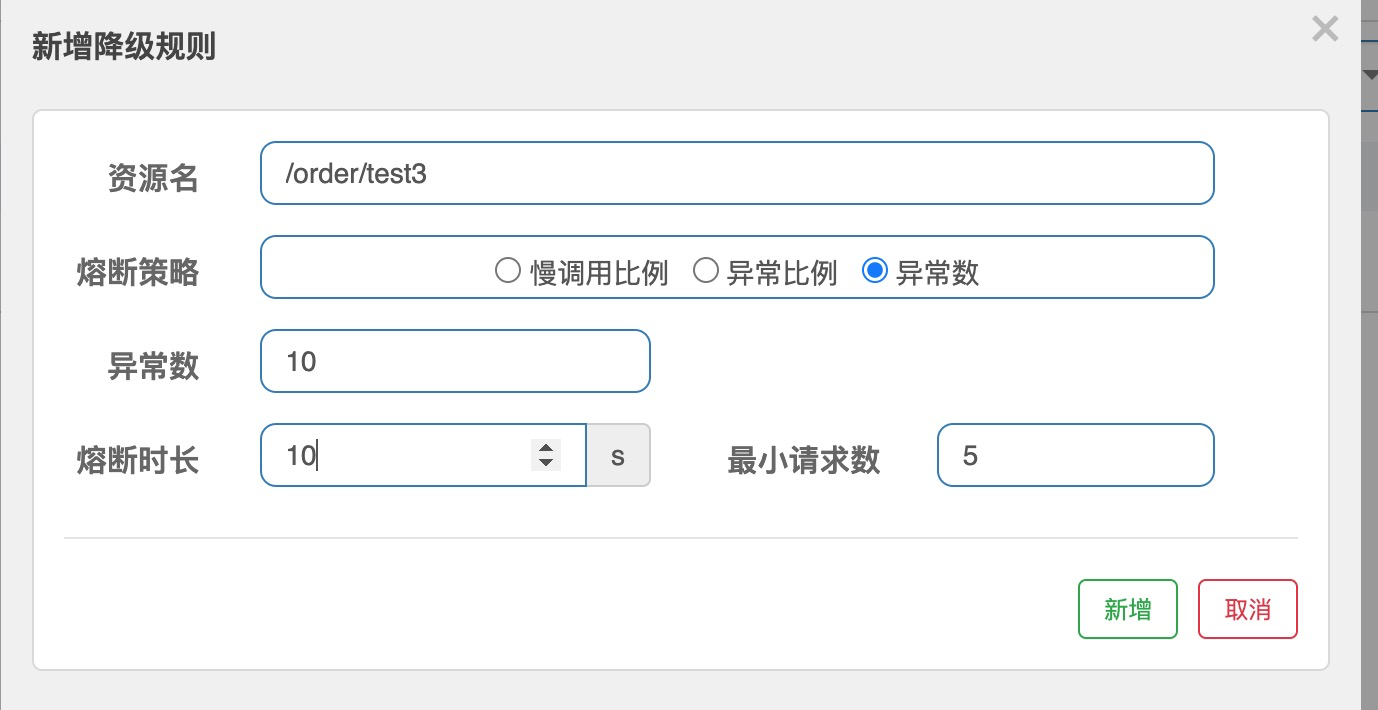 新增降级规则
×
资源名 /order/test3
熔断策略 慢调用比例 异常比例 异常数
异常数 10
熔断时长 10 s 最小请求数 5
新增 取消